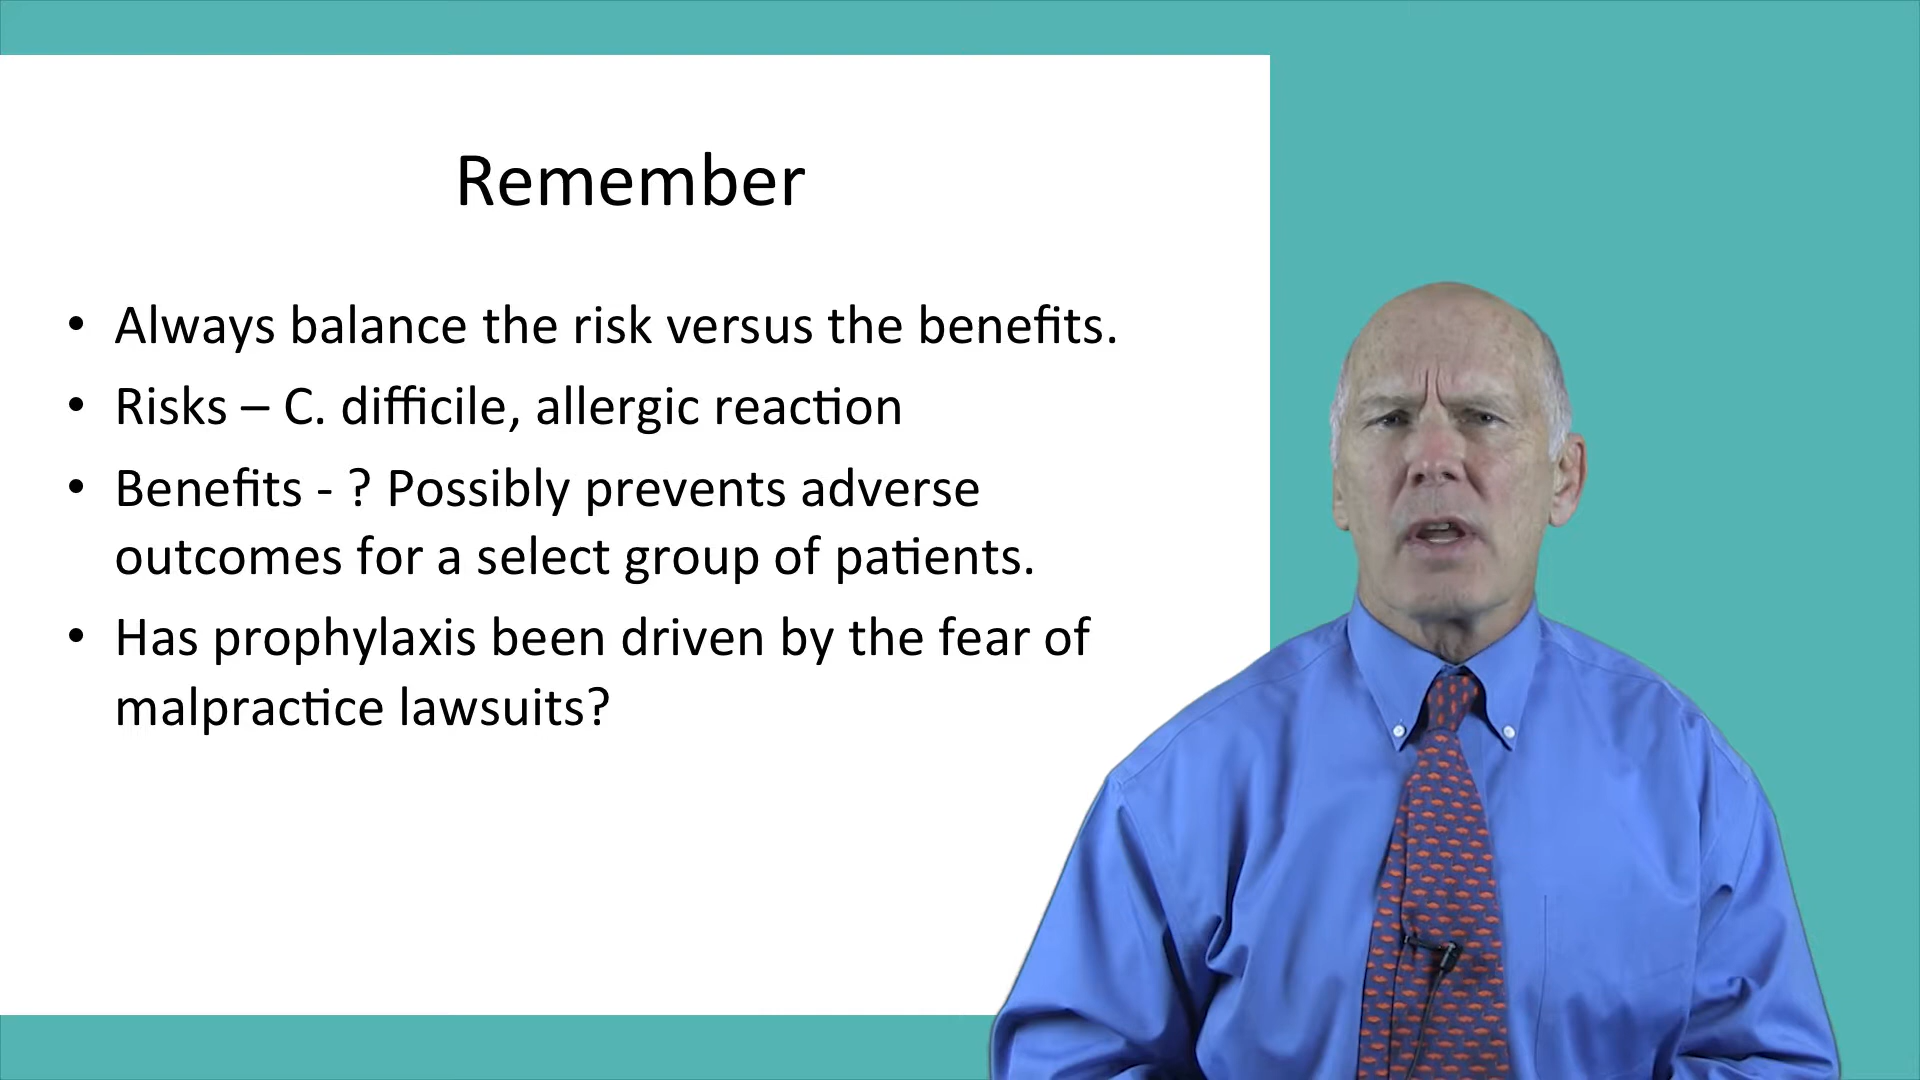 Remember
• Always balance the risk versus the benefits.
• Risks – C. difficile, allergic reaction
• Benefits - ? Possibly prevents adverse
outcomes for a select group of patients.
• Has prophylaxis been driven by the fear of
malpractice lawsuits?